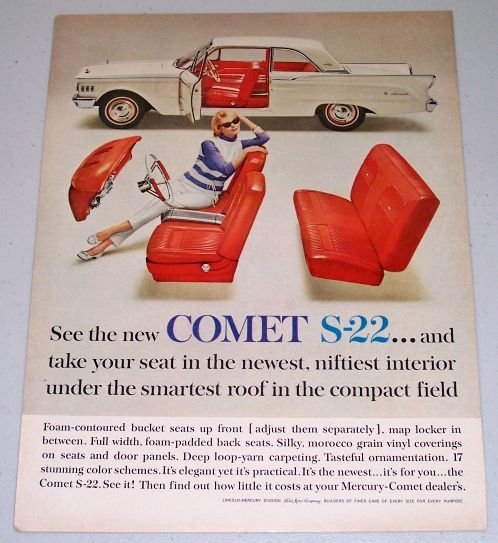 See the new COMET S-22...and
take your seat in the newest, niftiest interior
under the smartest roof in the compact field
Foam-contoured bucket seats up front [adjust them separately], map locker in
between. Full width, foam-padded back seats. Silky, morocco grain vinyl coverings
on seats and door panels. Deep loop-yarn carpeting. Tasteful ornamentation. 17
stunning color schemes. It's elegant yet it's practical. It's the newest...it's for you...the
Comet S-22. See it! Then find out how little it costs at your Mercury-Comet dealer's.
LINCOLN-MERCURY DIVISION Ford Motor Company, BUILDERS OF FINER CARS OF EVERY SIZE FOR EVERY PURPOSE